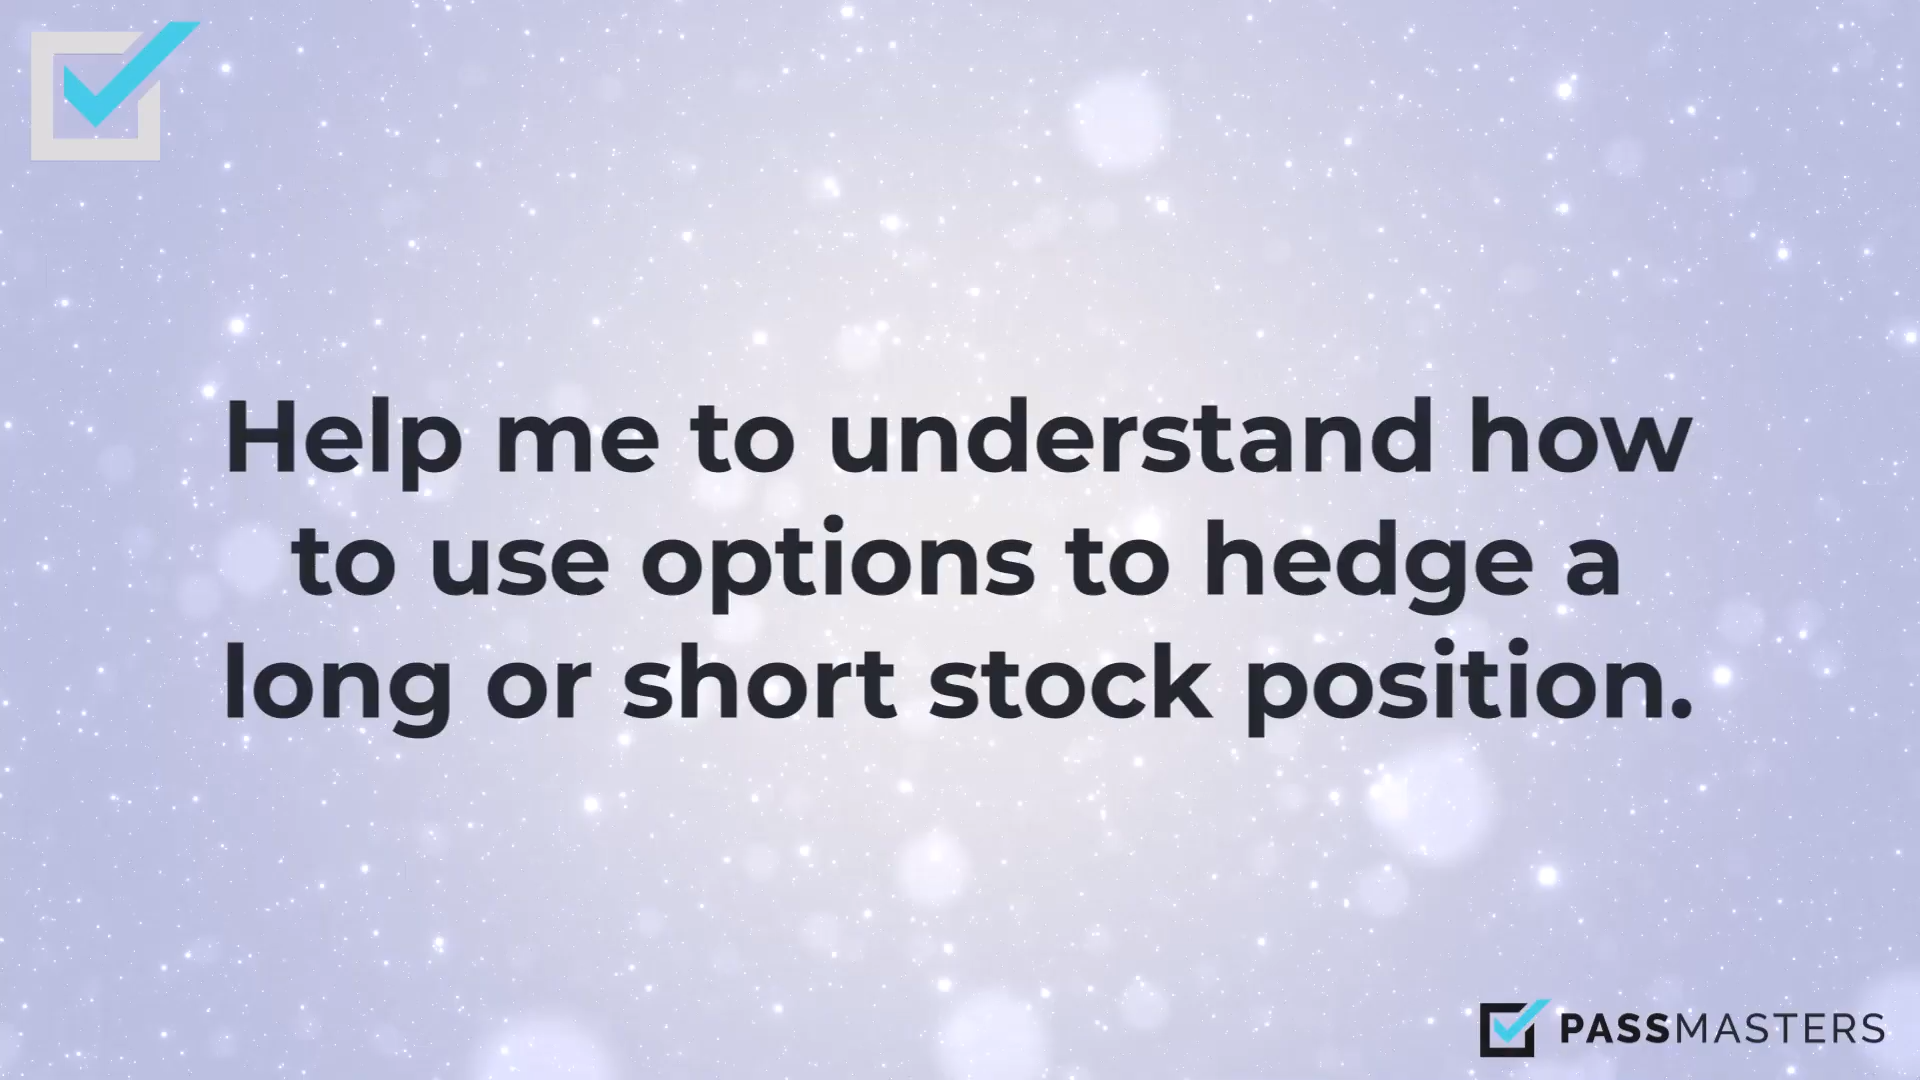 Help me to understand how
to use options to hedge a
long or short stock position.
PASSMASTERS